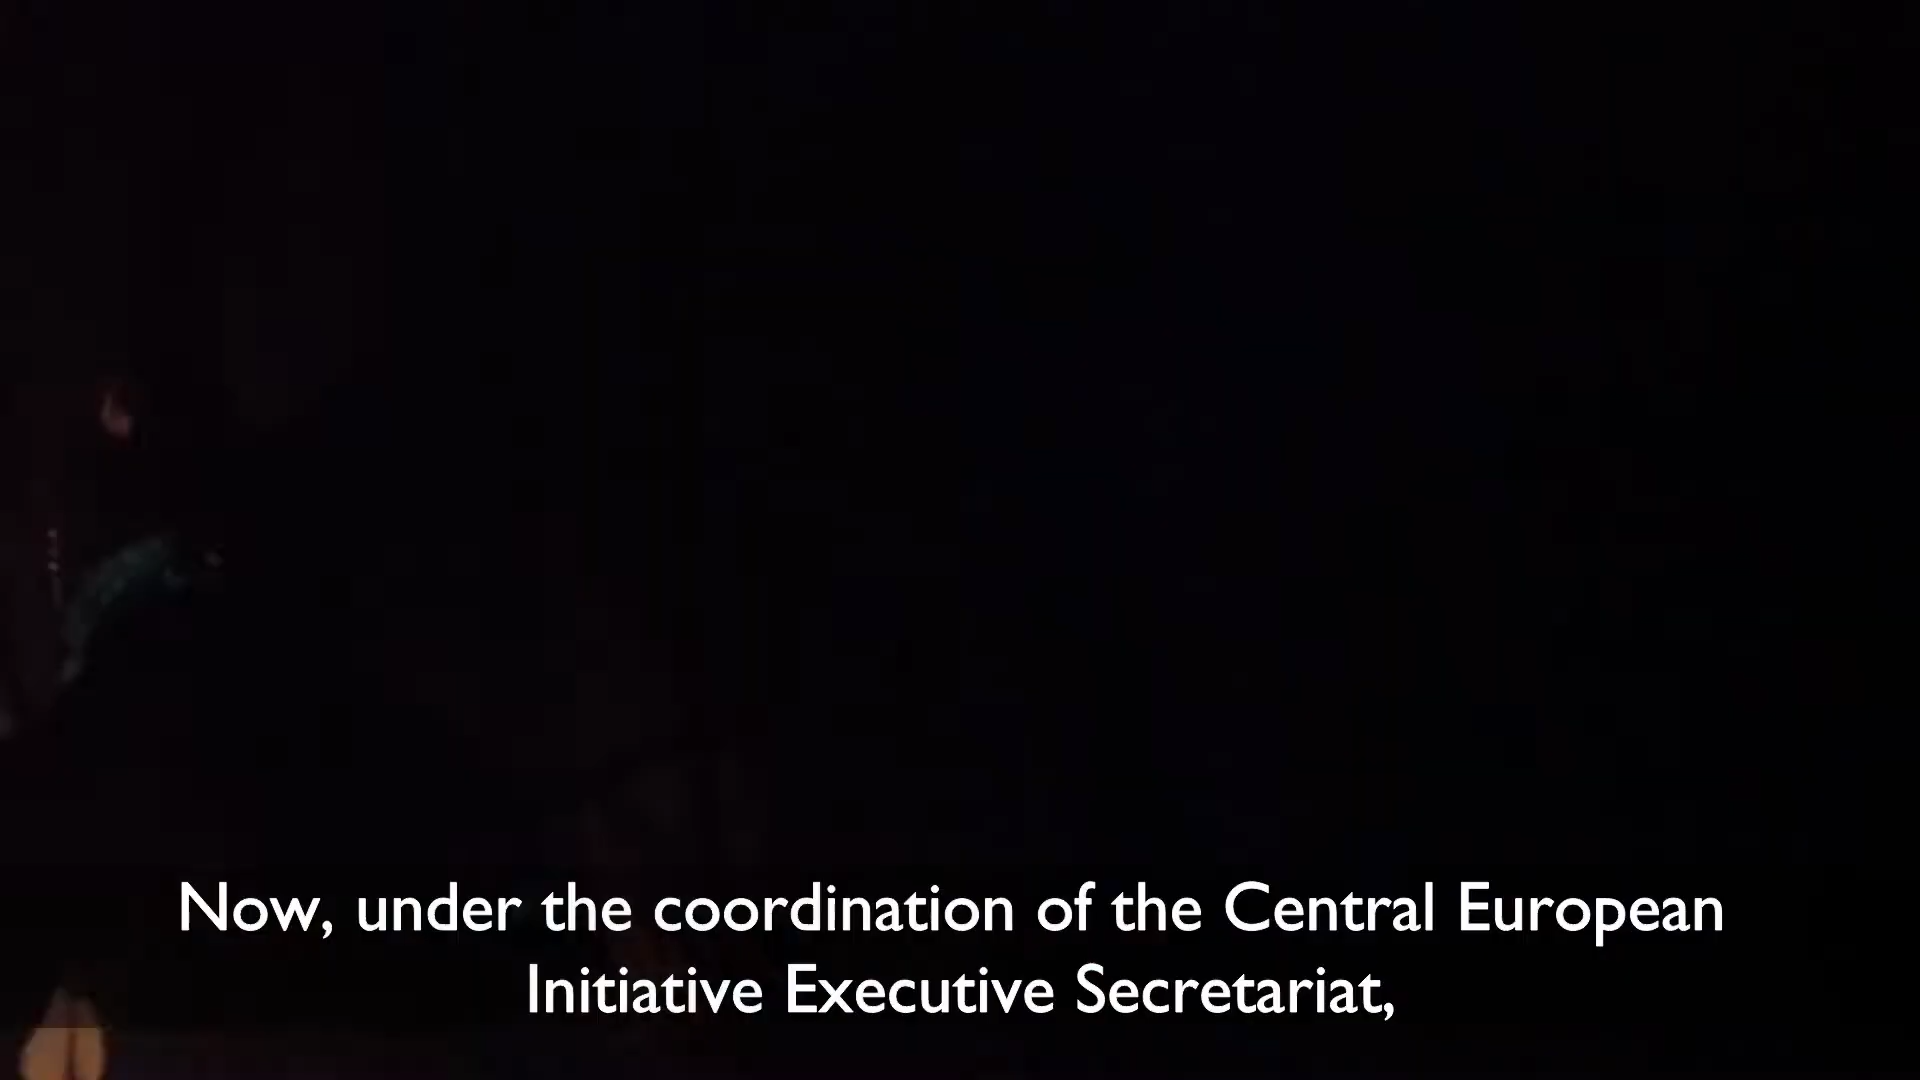 Now, under the coordination of the Central European
Initiative Executive Secretariat,